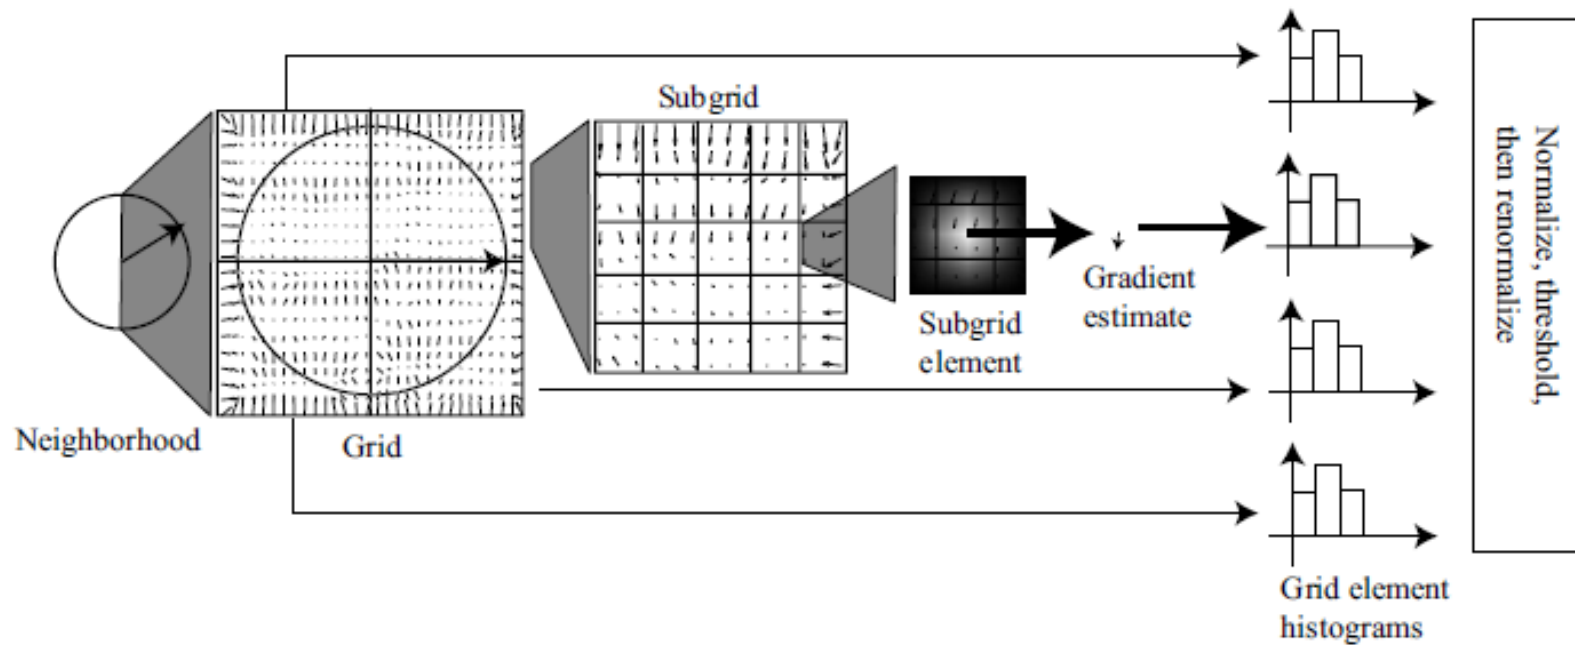 Subgrid
Neighborhood
Grid
Subgrid
element
Gradient
estimate
Grid element
histograms
Normalize, threshold,
then renormalize